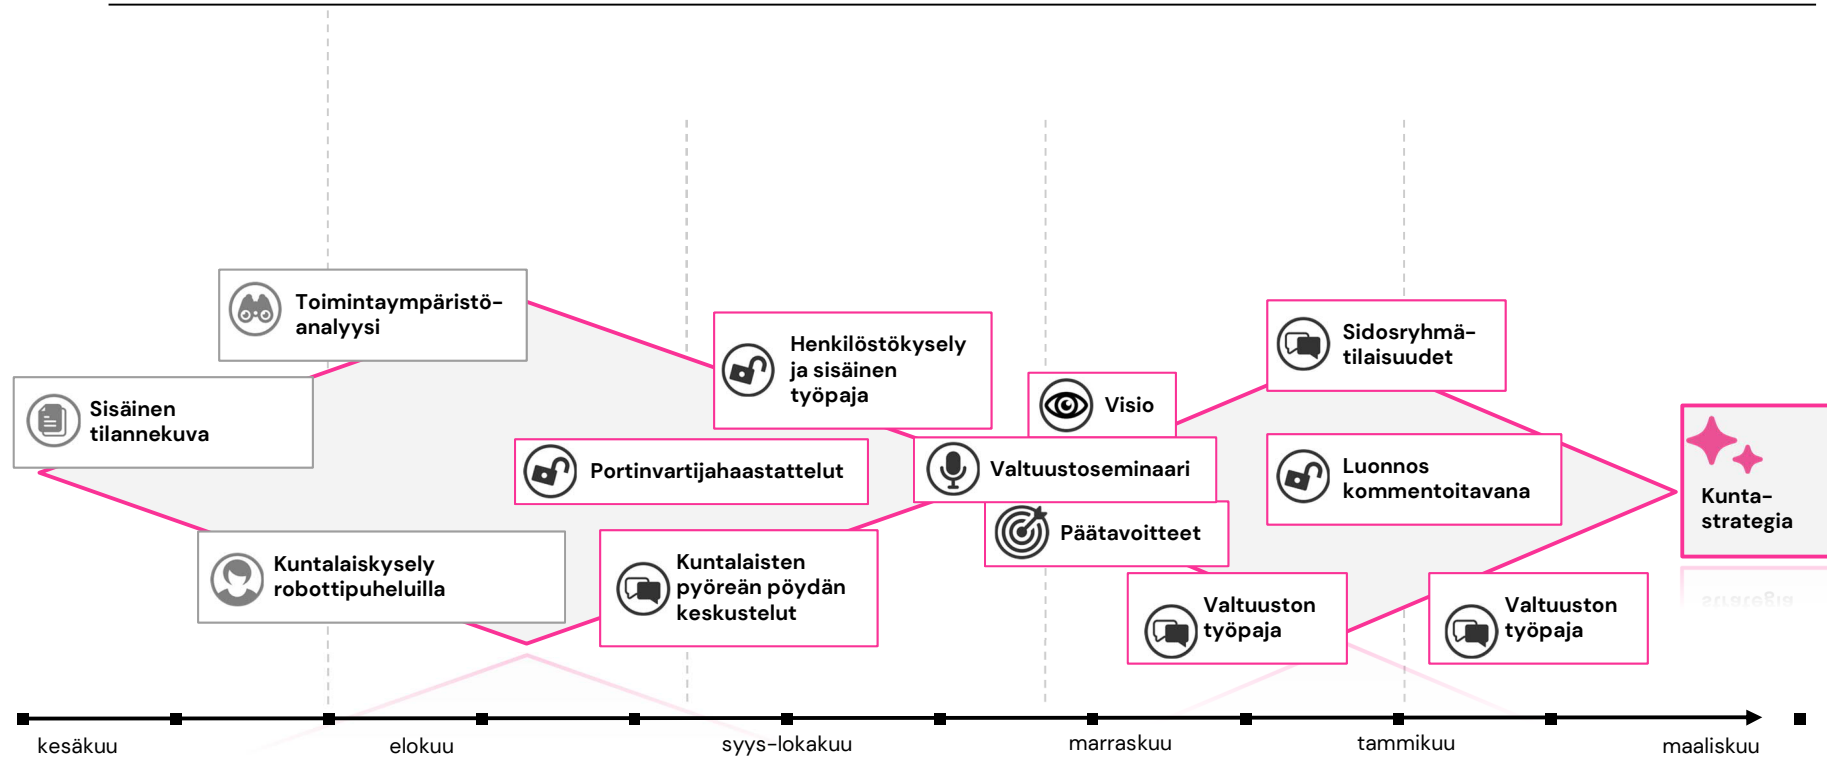 Toimintaympäristö-
analyysi
Sisäinen
tilannekuva
Kuntalaiskysely
robottipuheluilla
Portinvartijahaastattelut
Henkilöstökysely
ja sisäinen
työpaja
Kuntalaisten
pyöreän pöydän
keskustelut
Visio
Valtuustoseminaari
Päätavoitteet
Sidosryhmä-
tilaisuudet
Luonnos
kommentoitavana
Valtuuston
työpaja
Valtuuston
työpaja
Kunta-
strategia
kesäkuu
elokuu
syys-lokakuu
marraskuu
tammikuu
maaliskuu